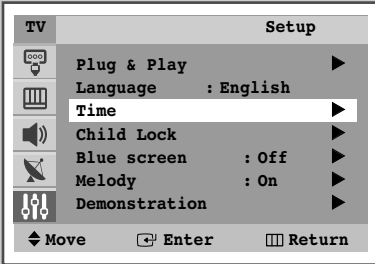 TV Setup
Plug & Play
Language : English
Time
Child Lock
Blue screen : Off
Melody : On
Demonstration
Move Enter Return